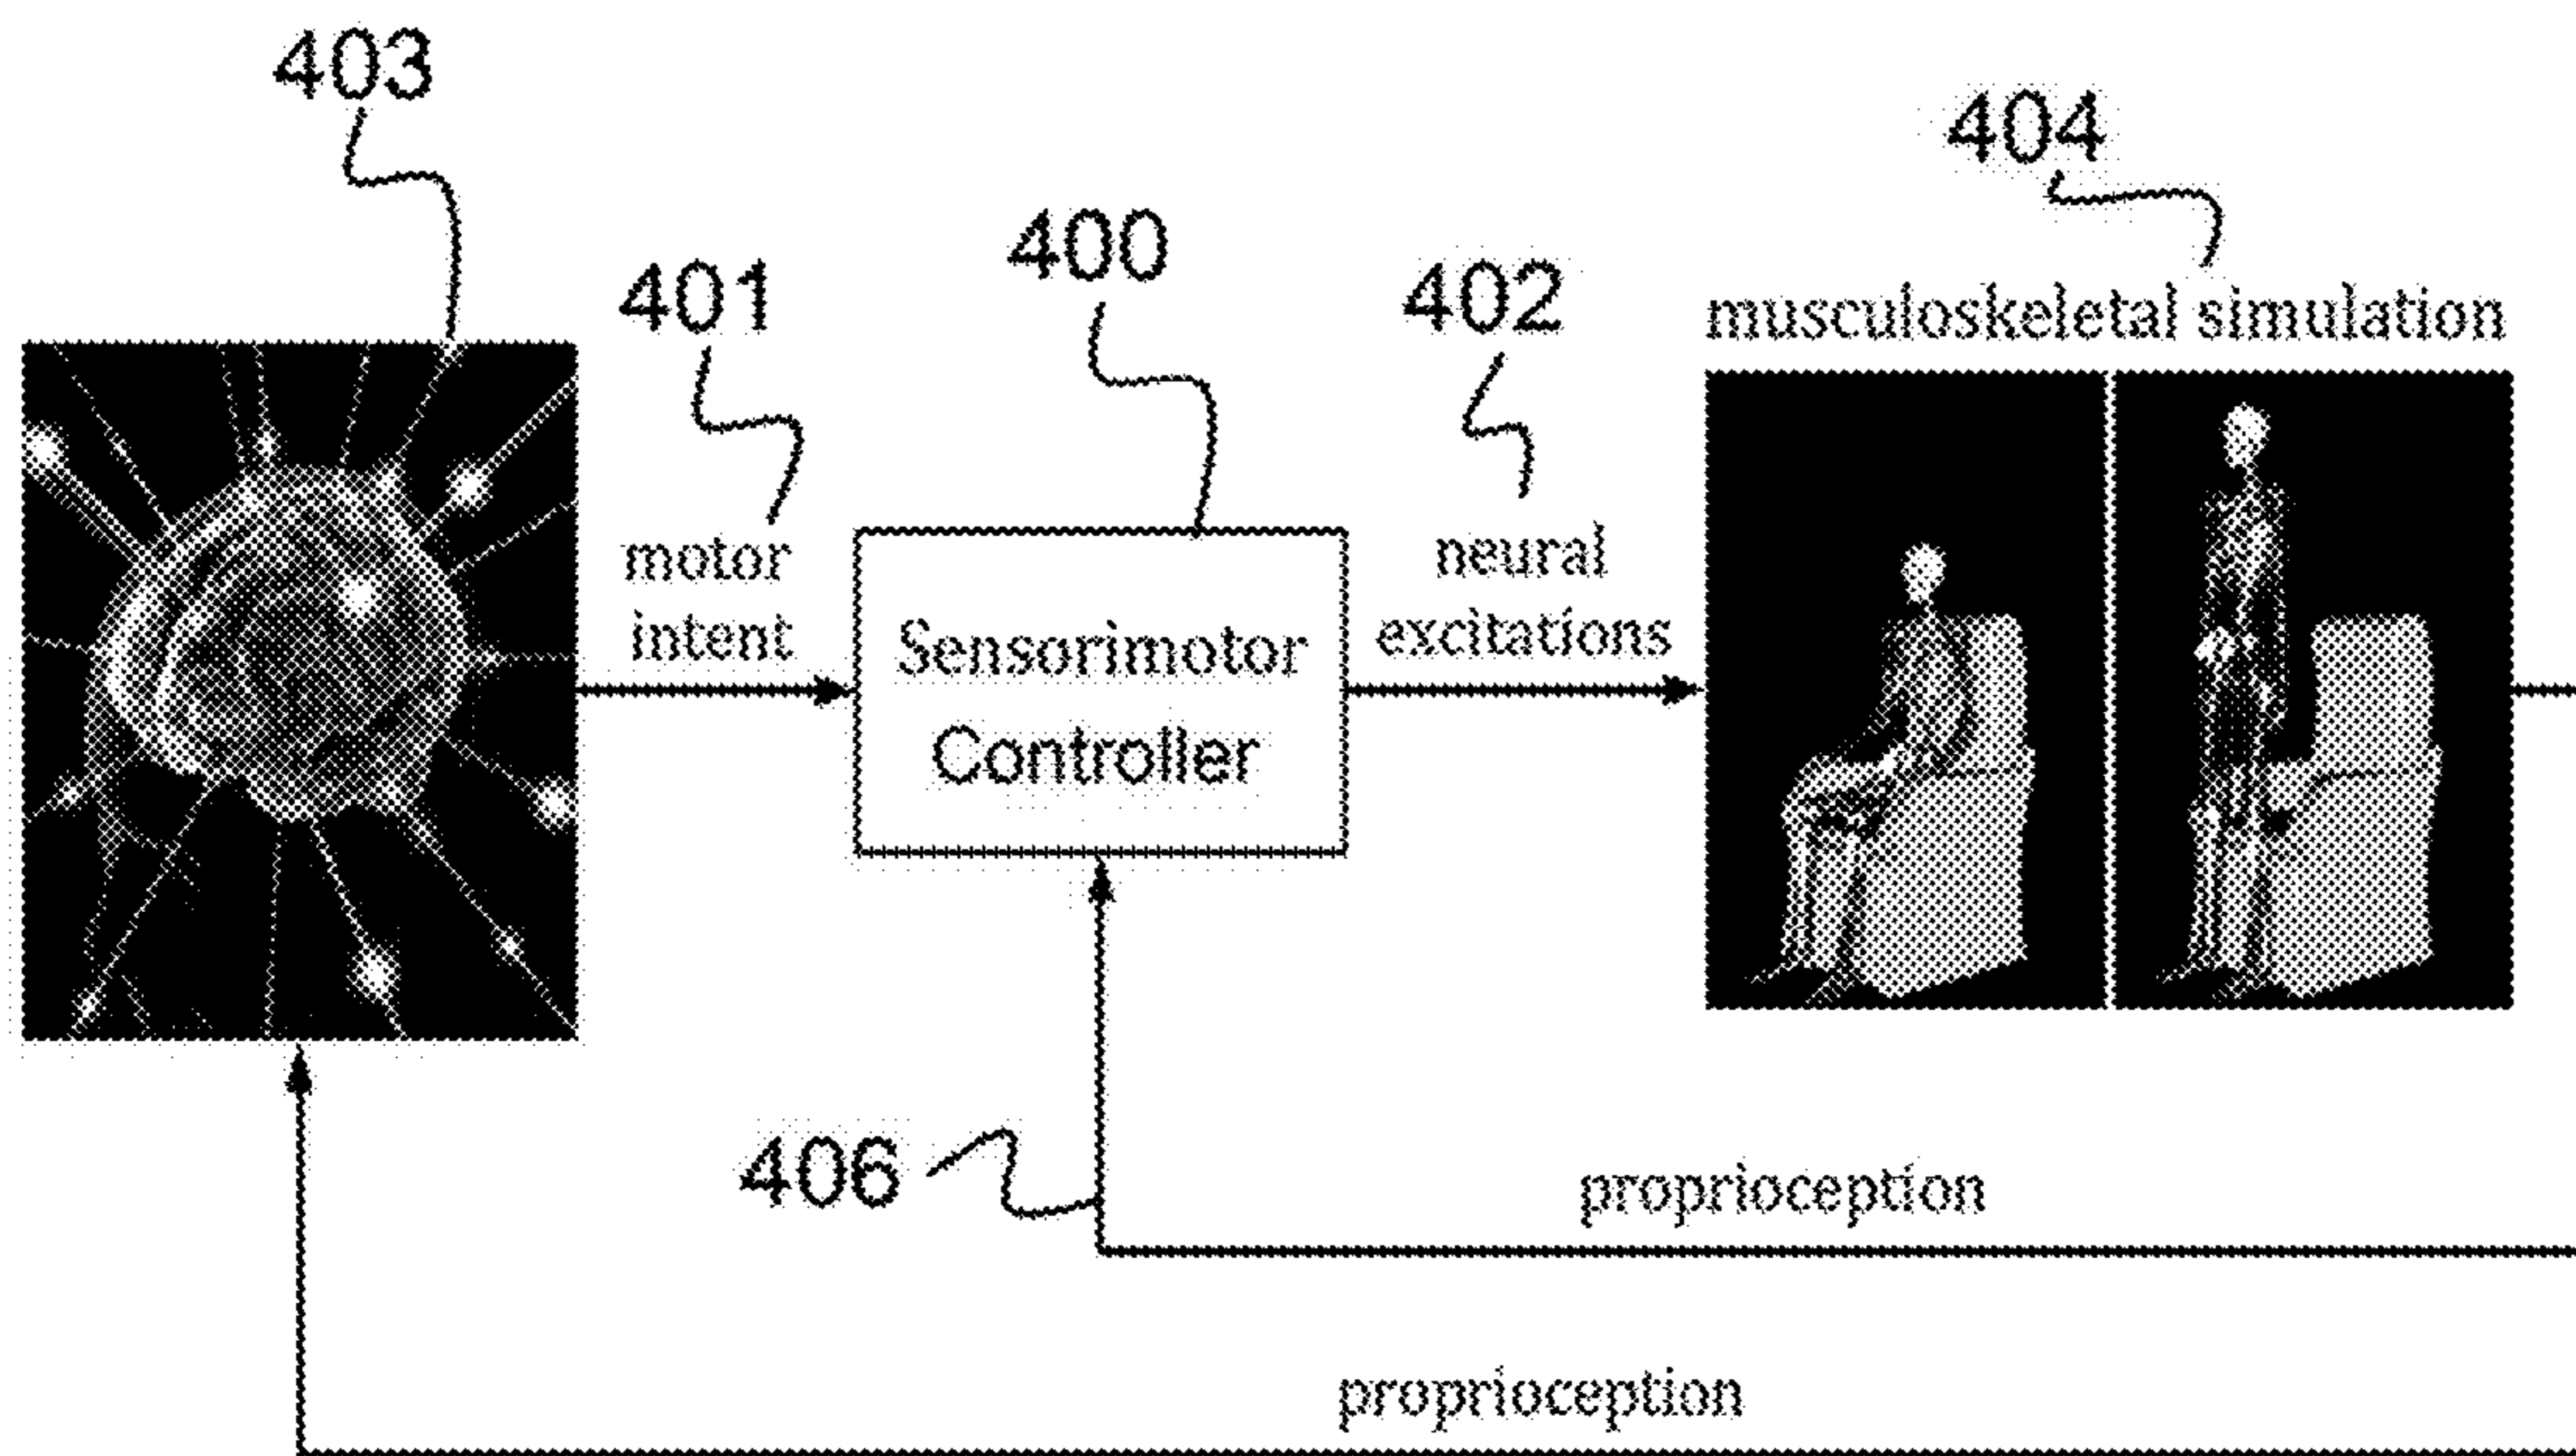 403
404
400
401
402
musculoskeletal simulation
motor
intent
neural
excitations
Sensorimotor
Controller
406
proprioception
proprioception